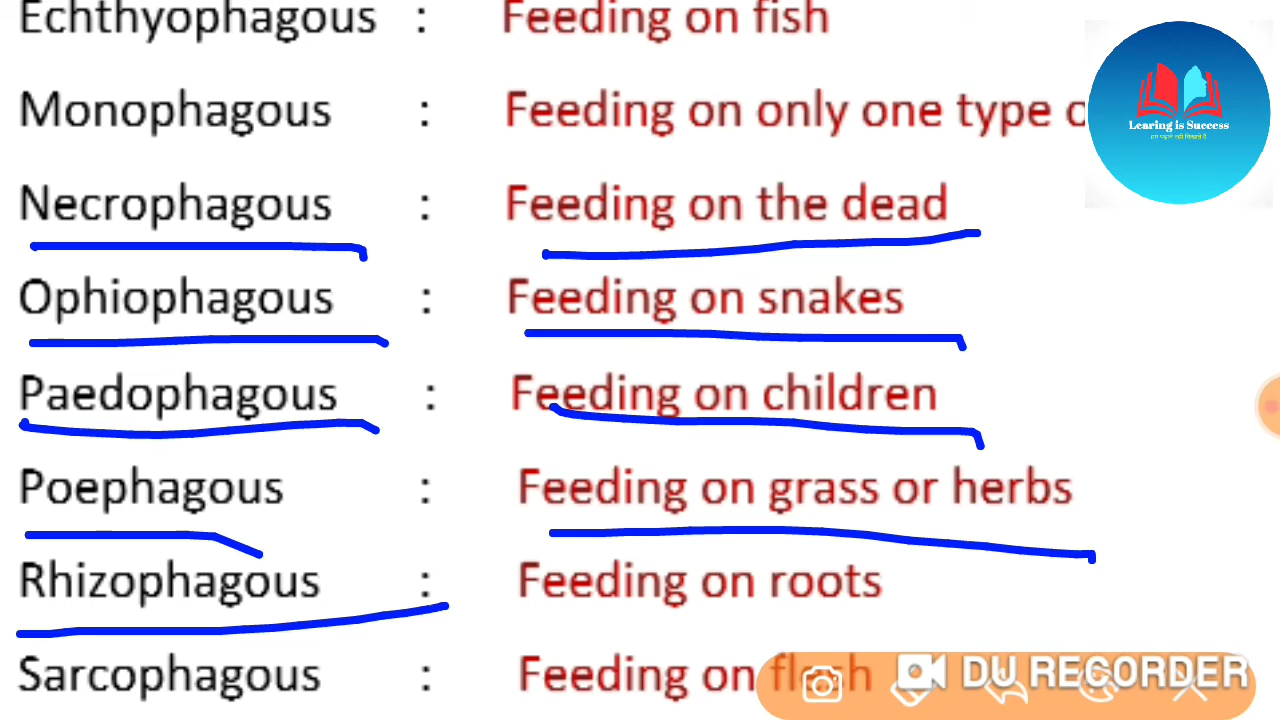 Echthyophagous : Feeding on fish
Monophagous : Feeding on only one type
Necrophagous : Feeding on the dead
Ophiophagous : Feeding on snakes
Paedophagous : Feeding on children
Poephagous : Feeding on grass or herbs
Rhizophagous : Feeding on roots
Sarcophagous : Feeding on flesh
Learing is Success
DU RECORDER